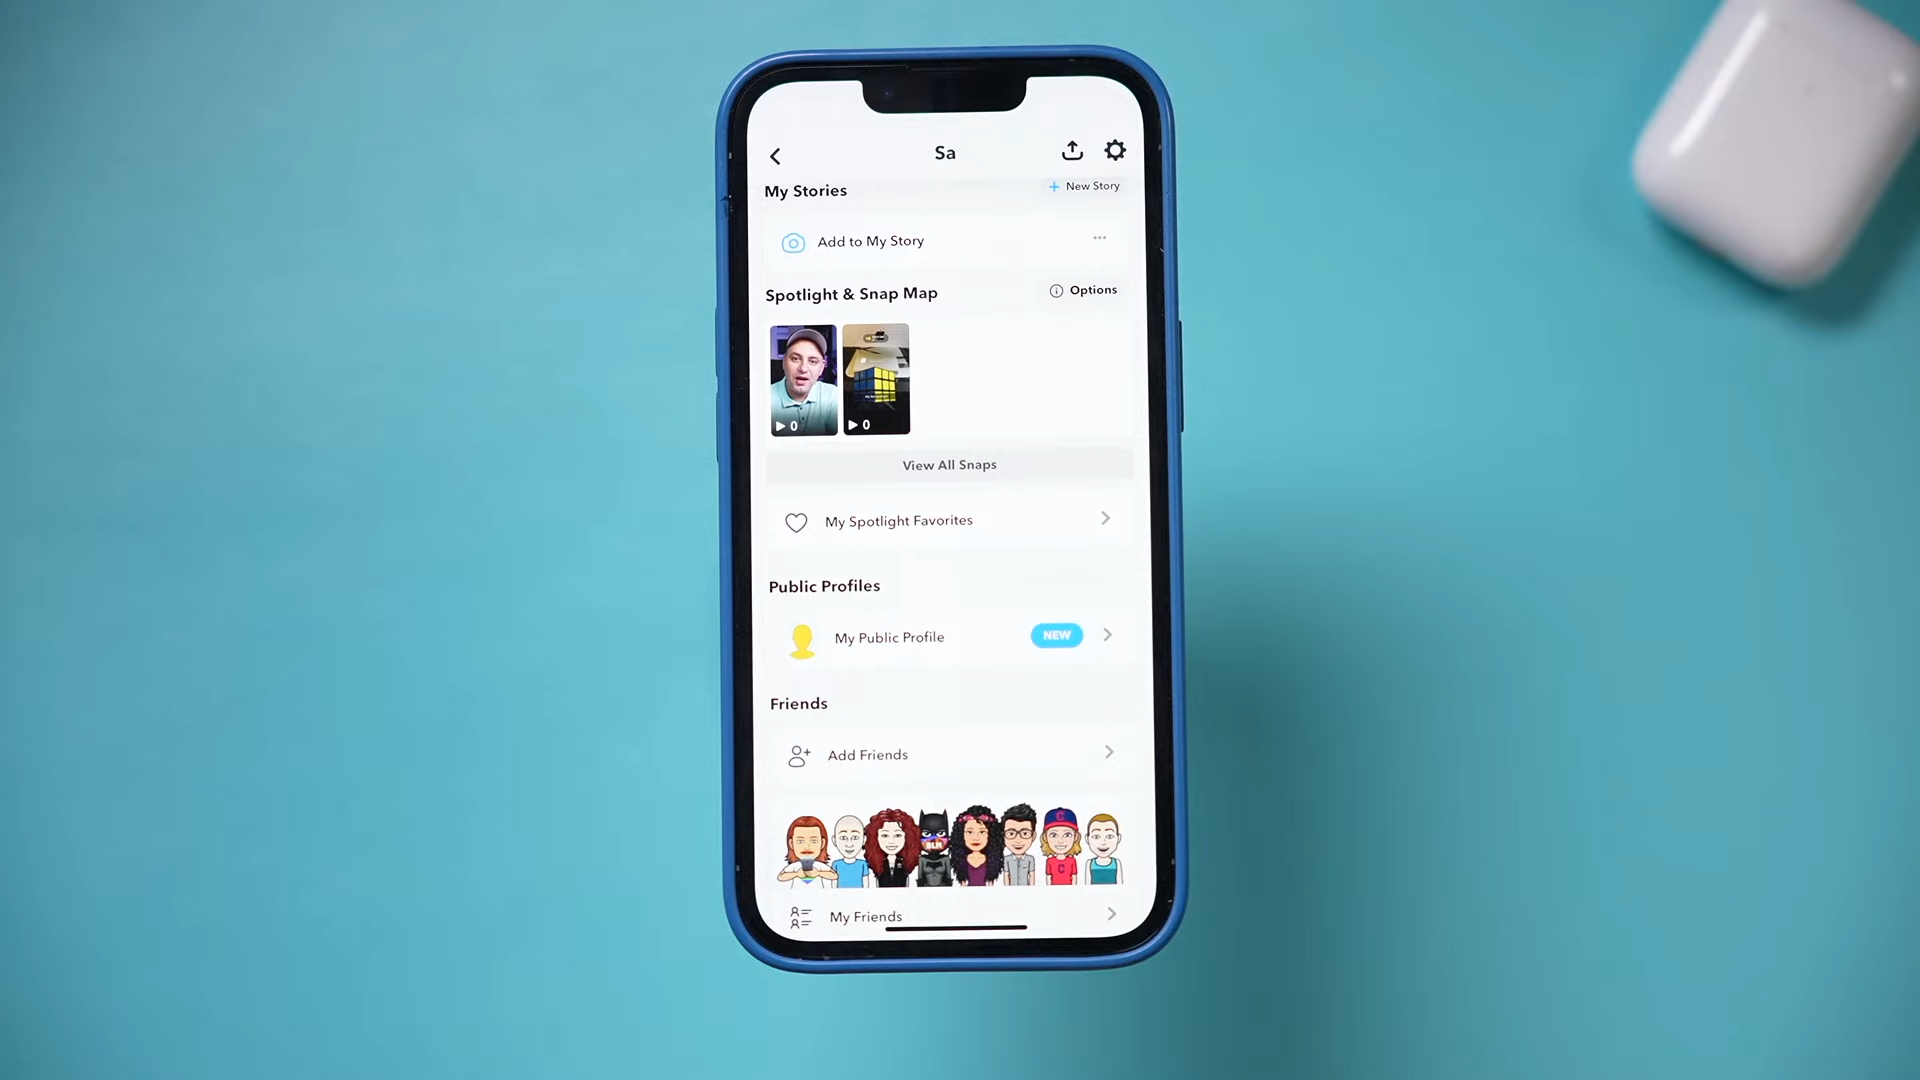 Sa
My Stories
+ New Story
Add to My Story
Spotlight & Snap Map
Options
0
0
View All Snaps
My Spotlight Favorites
Public Profiles
My Public Profile
NEW
Friends
Add Friends
BLM
C
C
My Friends